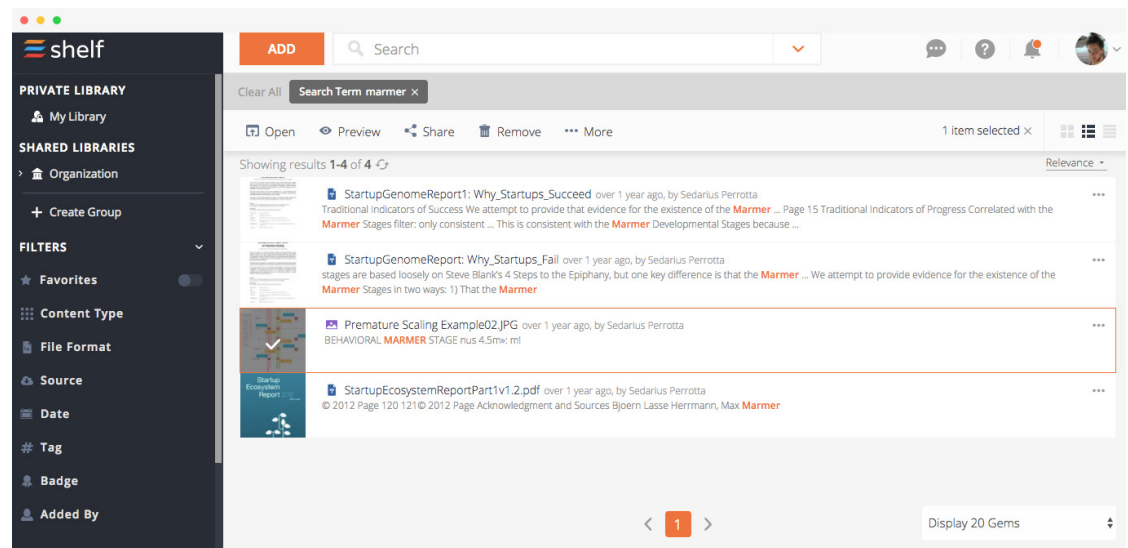 shelf
ADD
Search
PRIVATE LIBRARY
My Library
SHARED LIBRARIES
Organization
Create Group
FILTERS
Favorites
Content Type
File Format
Source
Date
Tag
Badge
Added By
Clear All Search Term marmer ×
Open Preview Share Remove ••• More 1 item selected ×
Showing results 1-4 of 4 Relevance
StartupGenomeReport1: Why_Startups_Succeed over 1 year ago, by Sedarius Perrotta
Traditional Indicators of Success We attempt to provide that evidence for the existence of the Marmer ... Page 15 Traditional Indicators of Progress Correlated with the
Marmer Stages filter: only consistent ... This is consistent with the Marmer Developmental Stages because ...
StartupGenomeReport: Why_Startups_Fail over 1 year ago, by Sedarius Perrotta
stages are based loosely on Steve Blank's 4 Steps to the Epiphany, but one key difference is that the Marmer ... We attempt to provide evidence for the existence of the
Marmer Stages in two ways: 1) That the Marmer
Premature Scaling Example02.JPG over 1 year ago, by Sedarius Perrotta
BEHAVIORAL MARMER STAGE nus 4.5m»: m!
Startup
Ecosystem
Report
StartupEcosystemReportPart1v1.2.pdf over 1 year ago, by Sedarius Perrotta
© 2012 Page 120 121© 2012 Page Acknowledgment and Sources Bjoern Lasse Herrmann, Max Marmer
< 1 >
Display 20 Gems